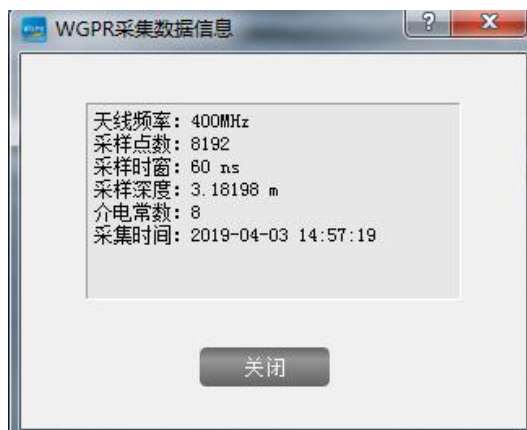 WGPR采集数据信息
?
天线频率：400MHz
采样点数：8192
采样时窗：60 ns
采样深度：3.18198 m
介电常数：8
采集时间：2019-04-03 14:57:19
关闭